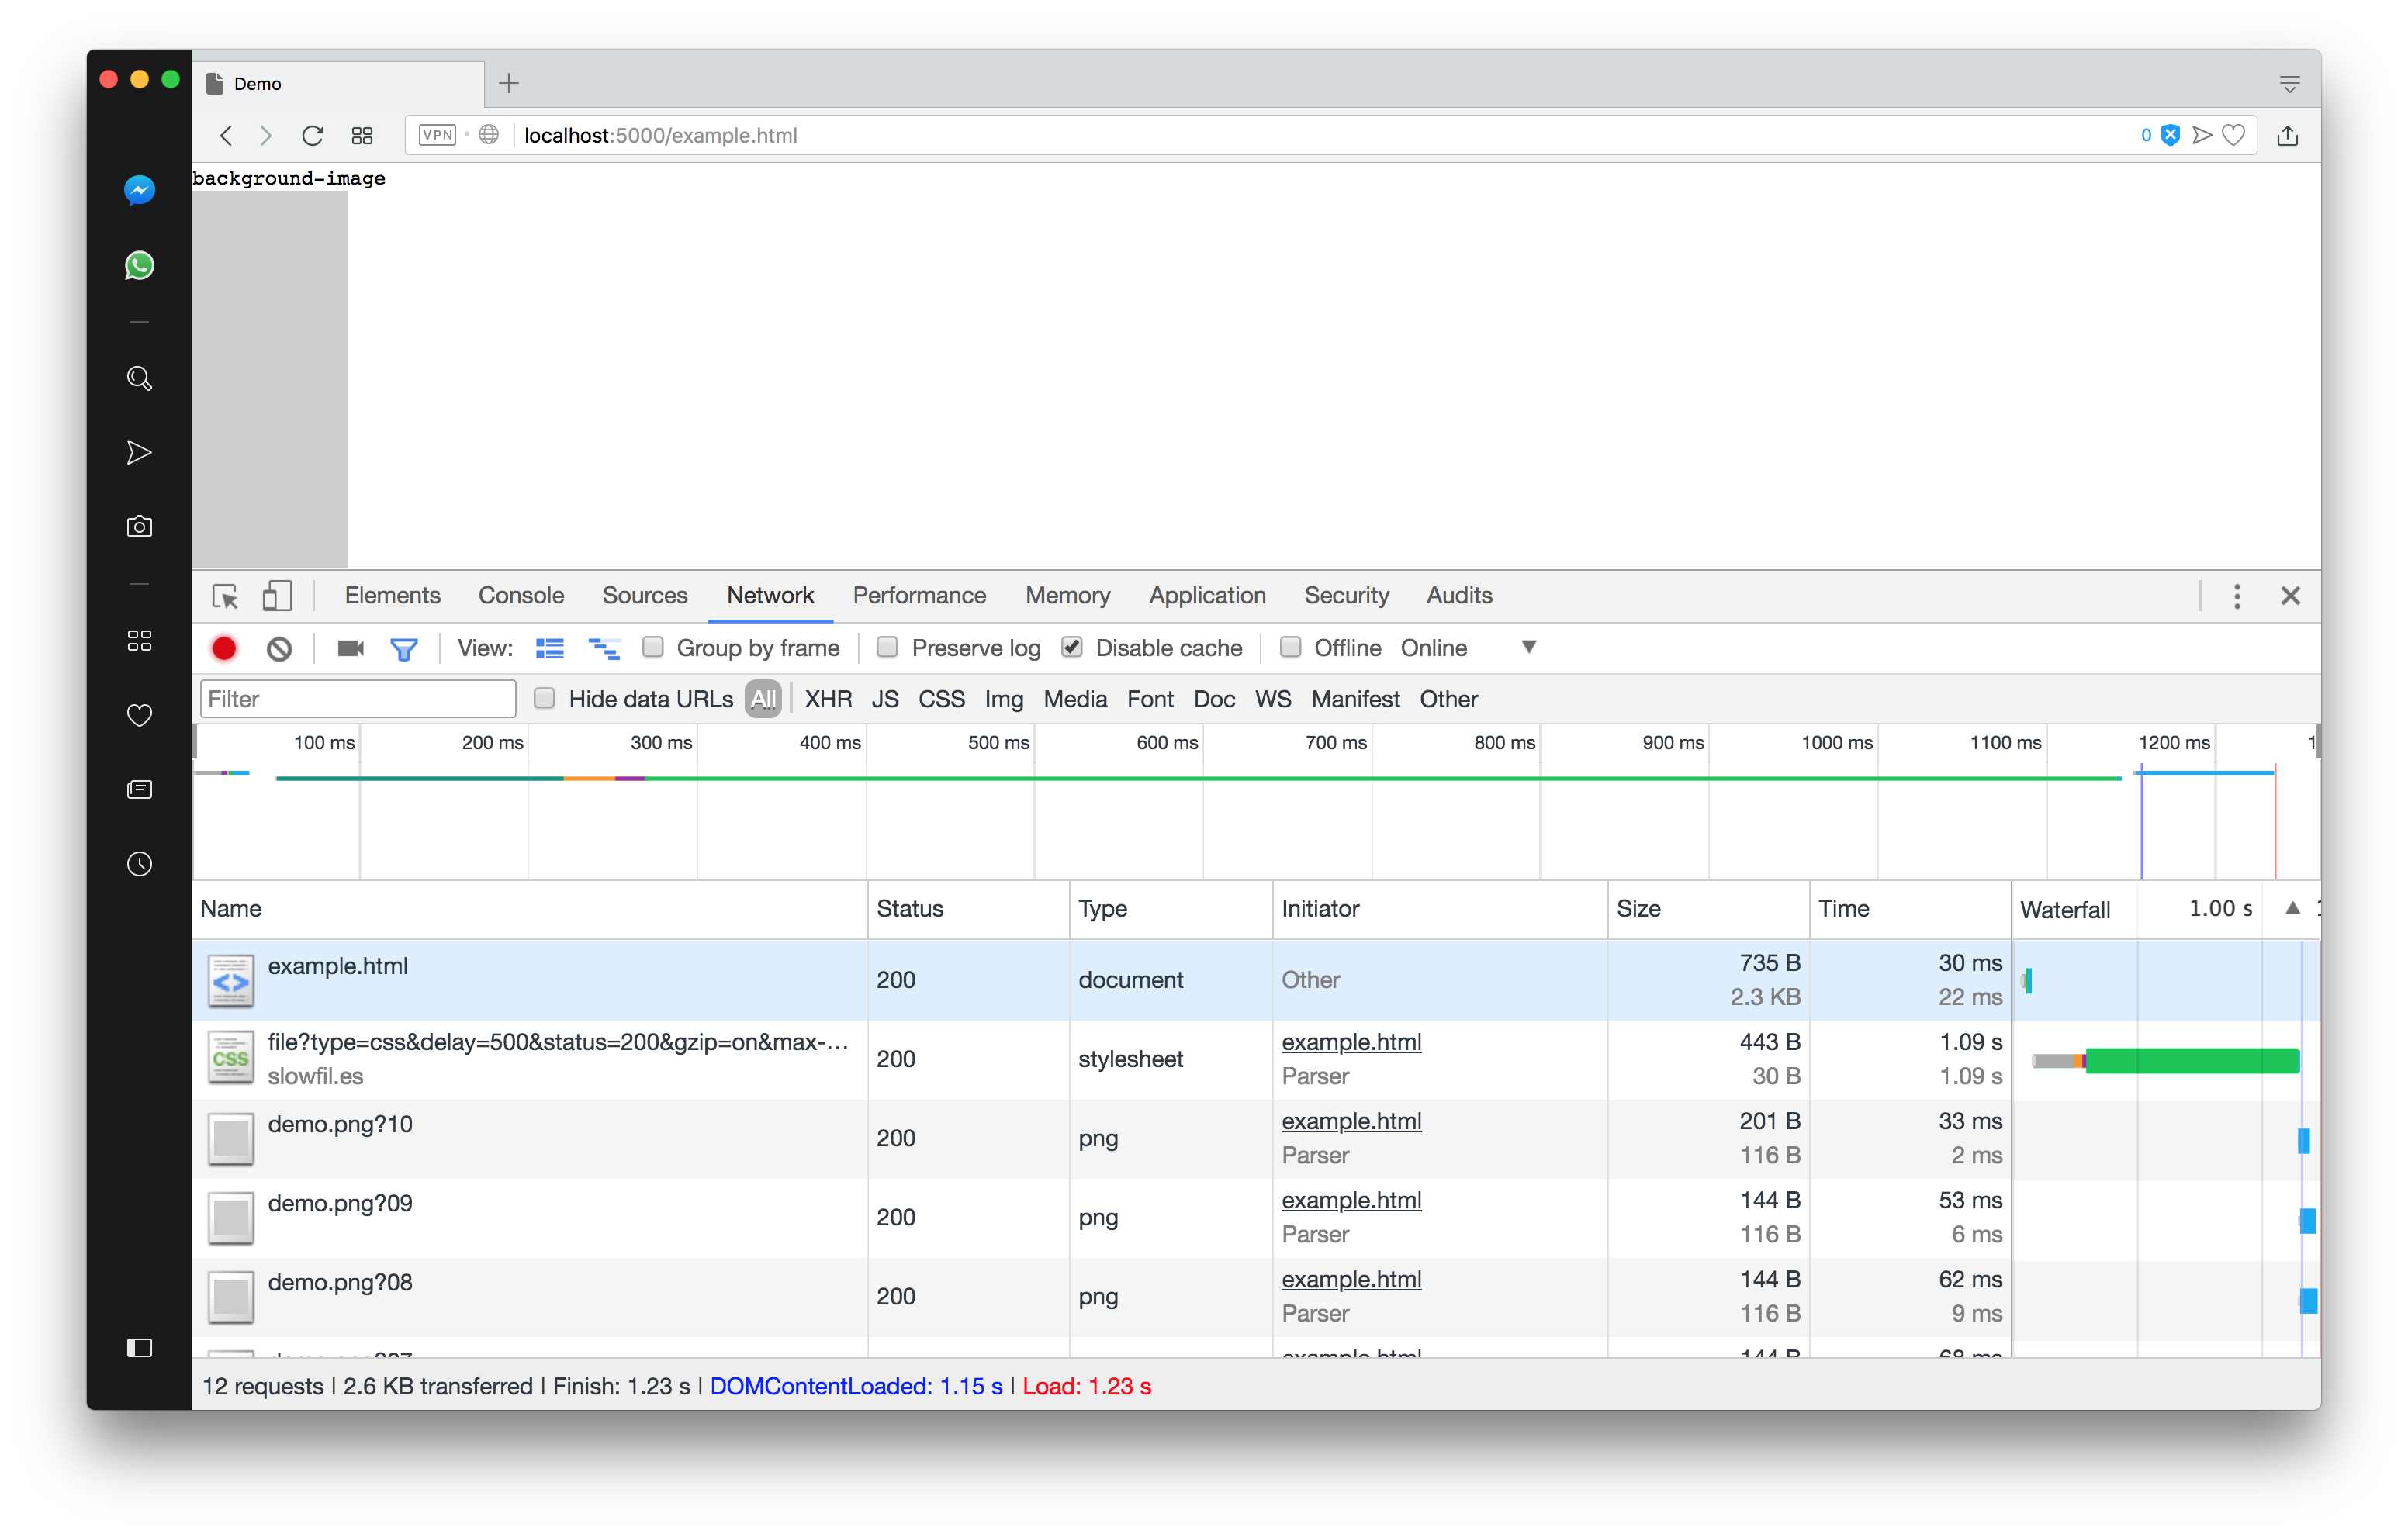 Demo
VPN localhost:5000/example.html 0
background-image
Elements Console Sources Network Performance Memory Application Security Audits
View: Group by frame Preserve log Disable cache Offline Online
Filter Hide data URLs All XHR JS CSS Img Media Font Doc WS Manifest Other
100 ms 200 ms 300 ms 400 ms 500 ms 600 ms 700 ms 800 ms 900 ms 1000 ms 1100 ms 1200 ms
Name Status Type Initiator Size Time Waterfall 1.00 s
example.html 200 document Other 735 B 30 ms
2.3 KB 22 ms
file?type=css&delay=500&status=200&gzip=on&max-… 200 stylesheet example.html 443 B 1.09 s
slowfil.es Parser 30 B 1.09 s
demo.png?10 200 png example.html 201 B 33 ms
Parser 116 B 2 ms
demo.png?09 200 png example.html 144 B 53 ms
Parser 116 B 6 ms
demo.png?08 200 png example.html 144 B 62 ms
Parser 116 B 9 ms
12 requests | 2.6 KB transferred | Finish: 1.23 s | DOMContentLoaded: 1.15 s | Load: 1.23 s